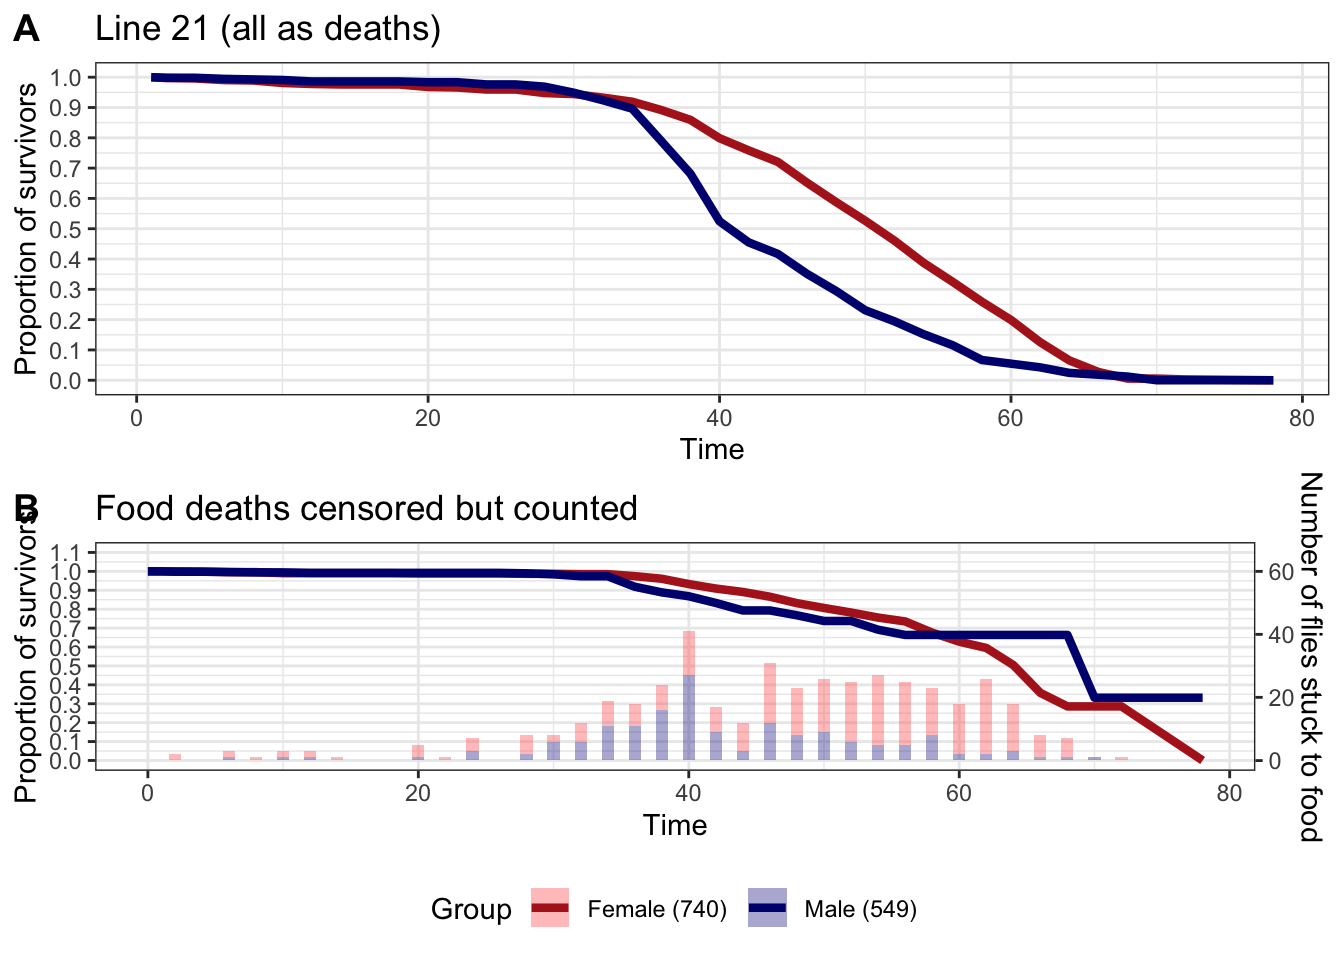 A Line 21 (all as deaths)
Proportion of survivors
1.0
0.9
0.8
0.7
0.6
0.5
0.4
0.3
0.2
0.1
0.0
0 20 40 60 80
Time
B Food deaths censored but counted
Proportion of survivors
1.1
1.0
0.9
0.8
0.7
0.6
0.5
0.4
0.3
0.2
0.1
0.0
60
40
20
0
Number of flies stuck to food
0 20 40 60 80
Time
Group Female (740) Male (549)